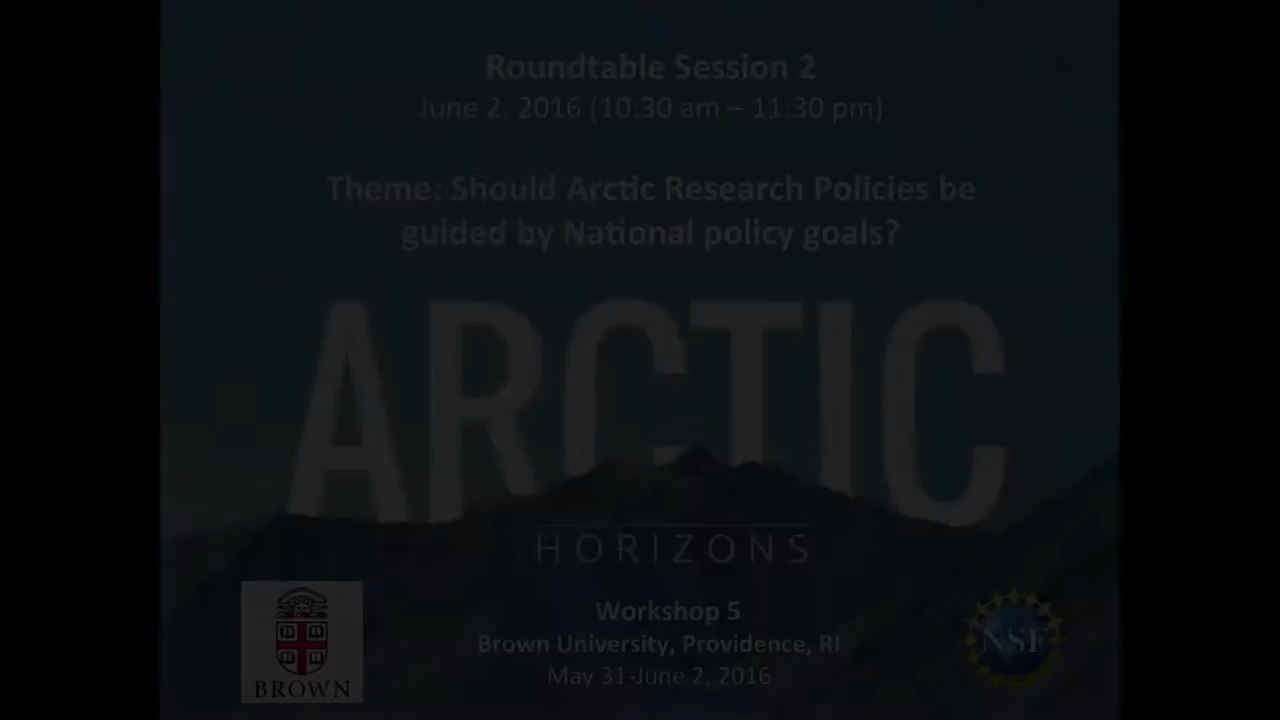 Roundtable Session 2
June 2, 2016 (10:30 am – 11:30 pm)
Theme: Should Arctic Research Policies be
guided by National policy goals?
ARCTIC
HORIZONS
Workshop 5
Brown University, Providence, RI
May 31-June 2, 2016
BROWN
NSF